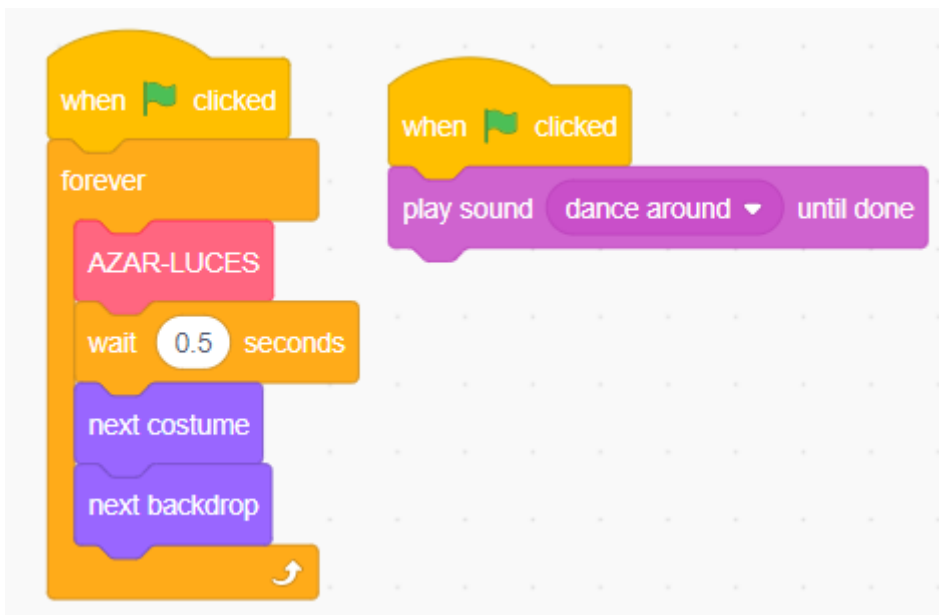 when clicked
forever
AZAR-LUCES
wait 0.5 seconds
next costume
next backdrop
when clicked
play sound dance around until done